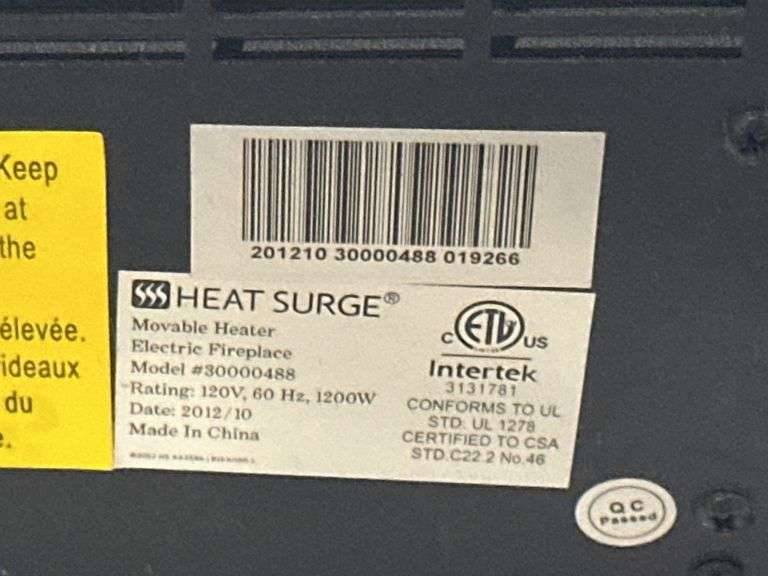 Keep
at
the
élevée.
rideaux
du
201210 30000488 019266
HEAT SURGE®
Movable Heater
Electric Fireplace
Model #30000488
Rating: 120V, 60 Hz, 1200W
Date: 2012/10
Made In China
C ETL US
Intertek
3131781
CONFORMS TO UL
STD. UL 1278
CERTIFIED TO CSA
STD.C22.2 No.46
QC
Passed